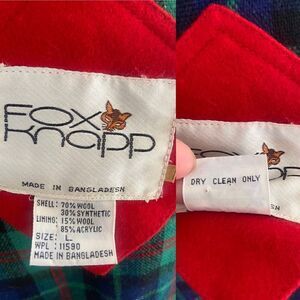 FOX
Knapp
MADE IN BANGLADESH
SHELL: 70% WOOL
30% SYNTHETIC
LINING: 15% WOOL
85% ACRYLIC
SIZE: L
WPL: 11590
MADE IN BANGLADESH
DRY CLEAN ONLY